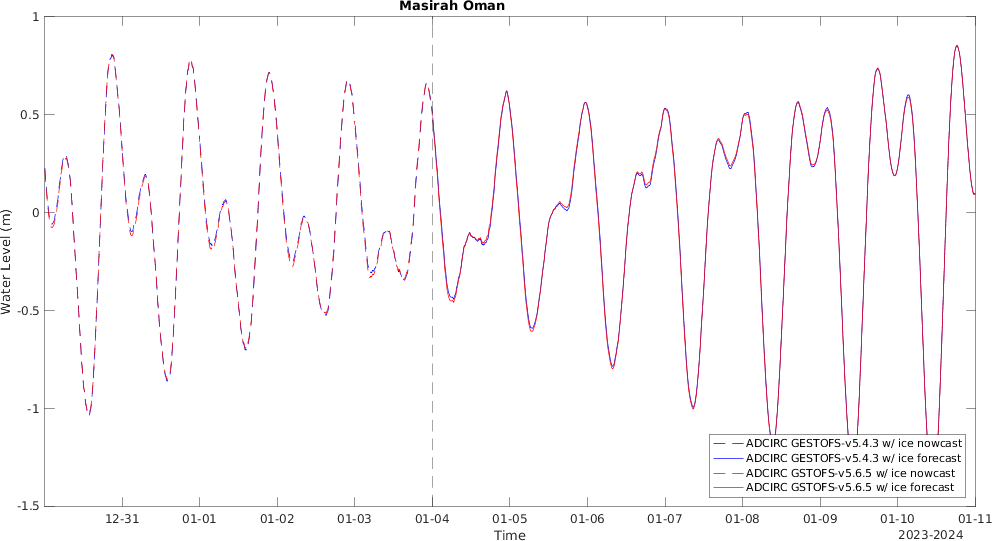 Masirah Oman
1
0.5
0
-0.5
-1
-1.5
Water Level (m)
12-31
01-01
01-02
01-03
01-04
01-05
01-06
01-07
01-08
01-09
01-10
01-11
Time
2023-2024
ADCIRC GESTOFS-v5.4.3 w/ ice nowcast
ADCIRC GESTOFS-v5.4.3 w/ ice forecast
ADCIRC GSTOFS-v5.6.5 w/ ice nowcast
ADCIRC GSTOFS-v5.6.5 w/ ice forecast